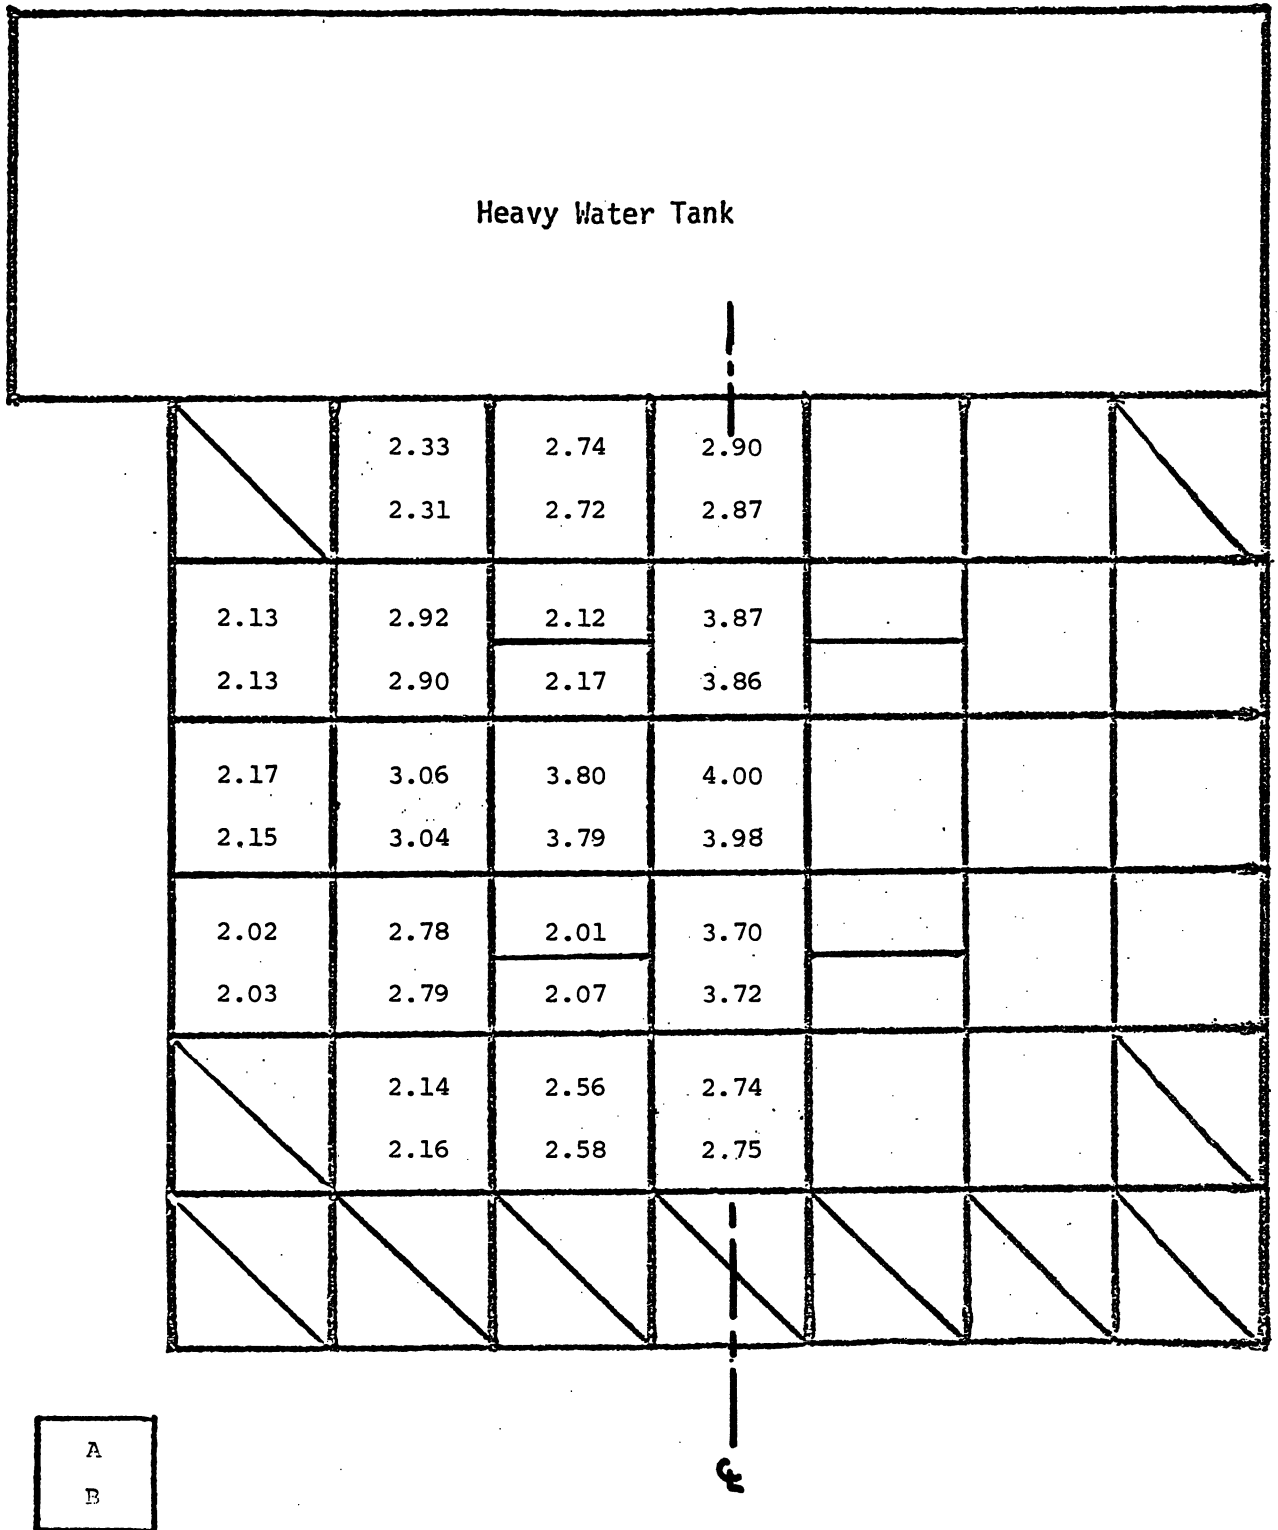 Heavy Water Tank
2.33 2.74 2.90
2.31 2.72 2.87
2.13 2.92 2.12 3.87
2.13 2.90 2.17 3.86
2.17 3.06 3.80 4.00
2.15 3.04 3.79 3.98
2.02 2.78 2.01 3.70
2.03 2.79 2.07 3.72
2.14 2.56 2.74
2.16 2.58 2.75
A
B
℄